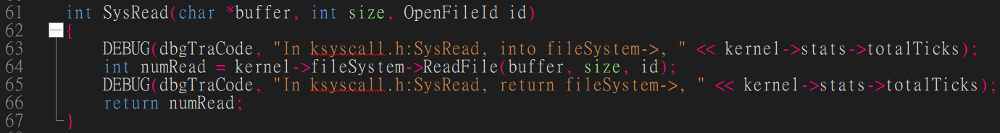 61 int SysRead(char *buffer, int size, OpenFileId id)
62 {
63 DEBUG(dbgTraCode, "In ksyscall.h:SysRead, into fileSystem->, " << kernel->stats->totalTicks);
64 int numRead = kernel->fileSystem->ReadFile(buffer, size, id);
65 DEBUG(dbgTraCode, "In ksyscall.h:SysRead, return fileSystem->, " << kernel->stats->totalTicks);
66 return numRead;
67 }